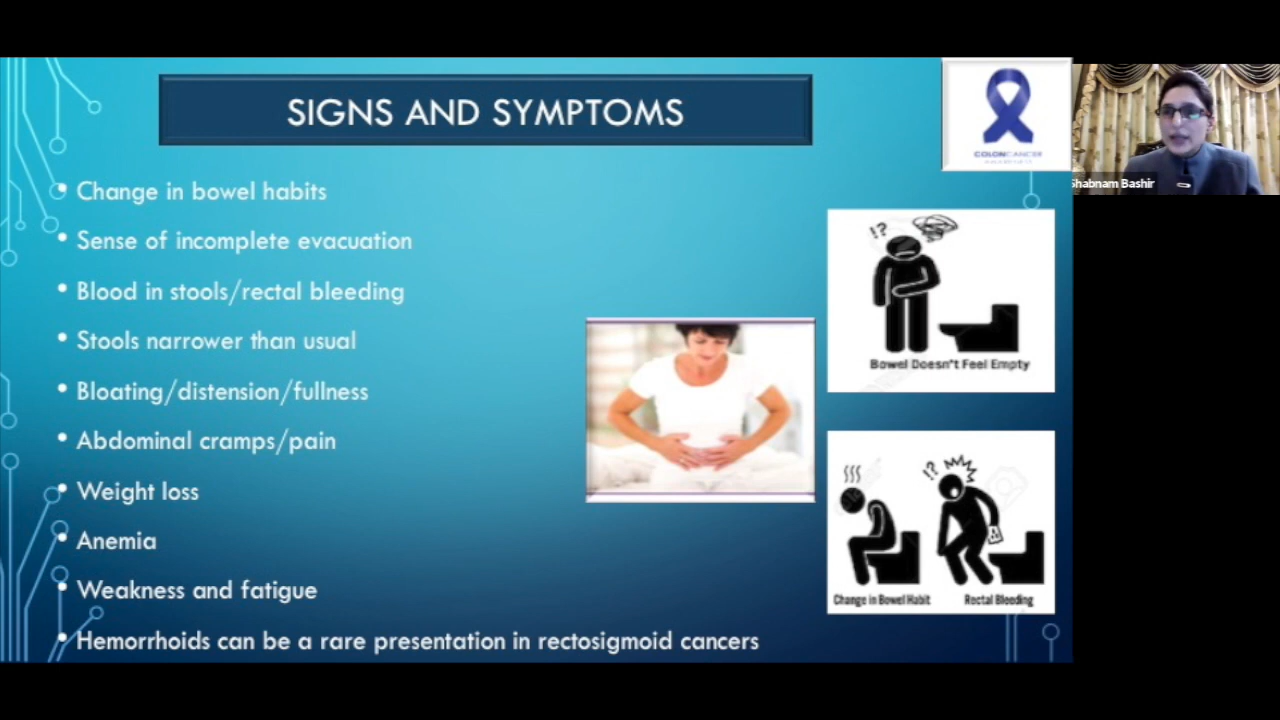 SIGNS AND SYMPTOMS
COLONCANCER
Shabnam Bashir
• Change in bowel habits
• Sense of incomplete evacuation
• Blood in stools/rectal bleeding
• Stools narrower than usual
• Bloating/distension/fullness
• Abdominal cramps/pain
• Weight loss
• Anemia
• Weakness and fatigue
• Hemorrhoids can be a rare presentation in rectosigmoid cancers
!?
Bowel Doesn't Feel Empty
!?
Change in Bowel Habit
Rectal Bleeding